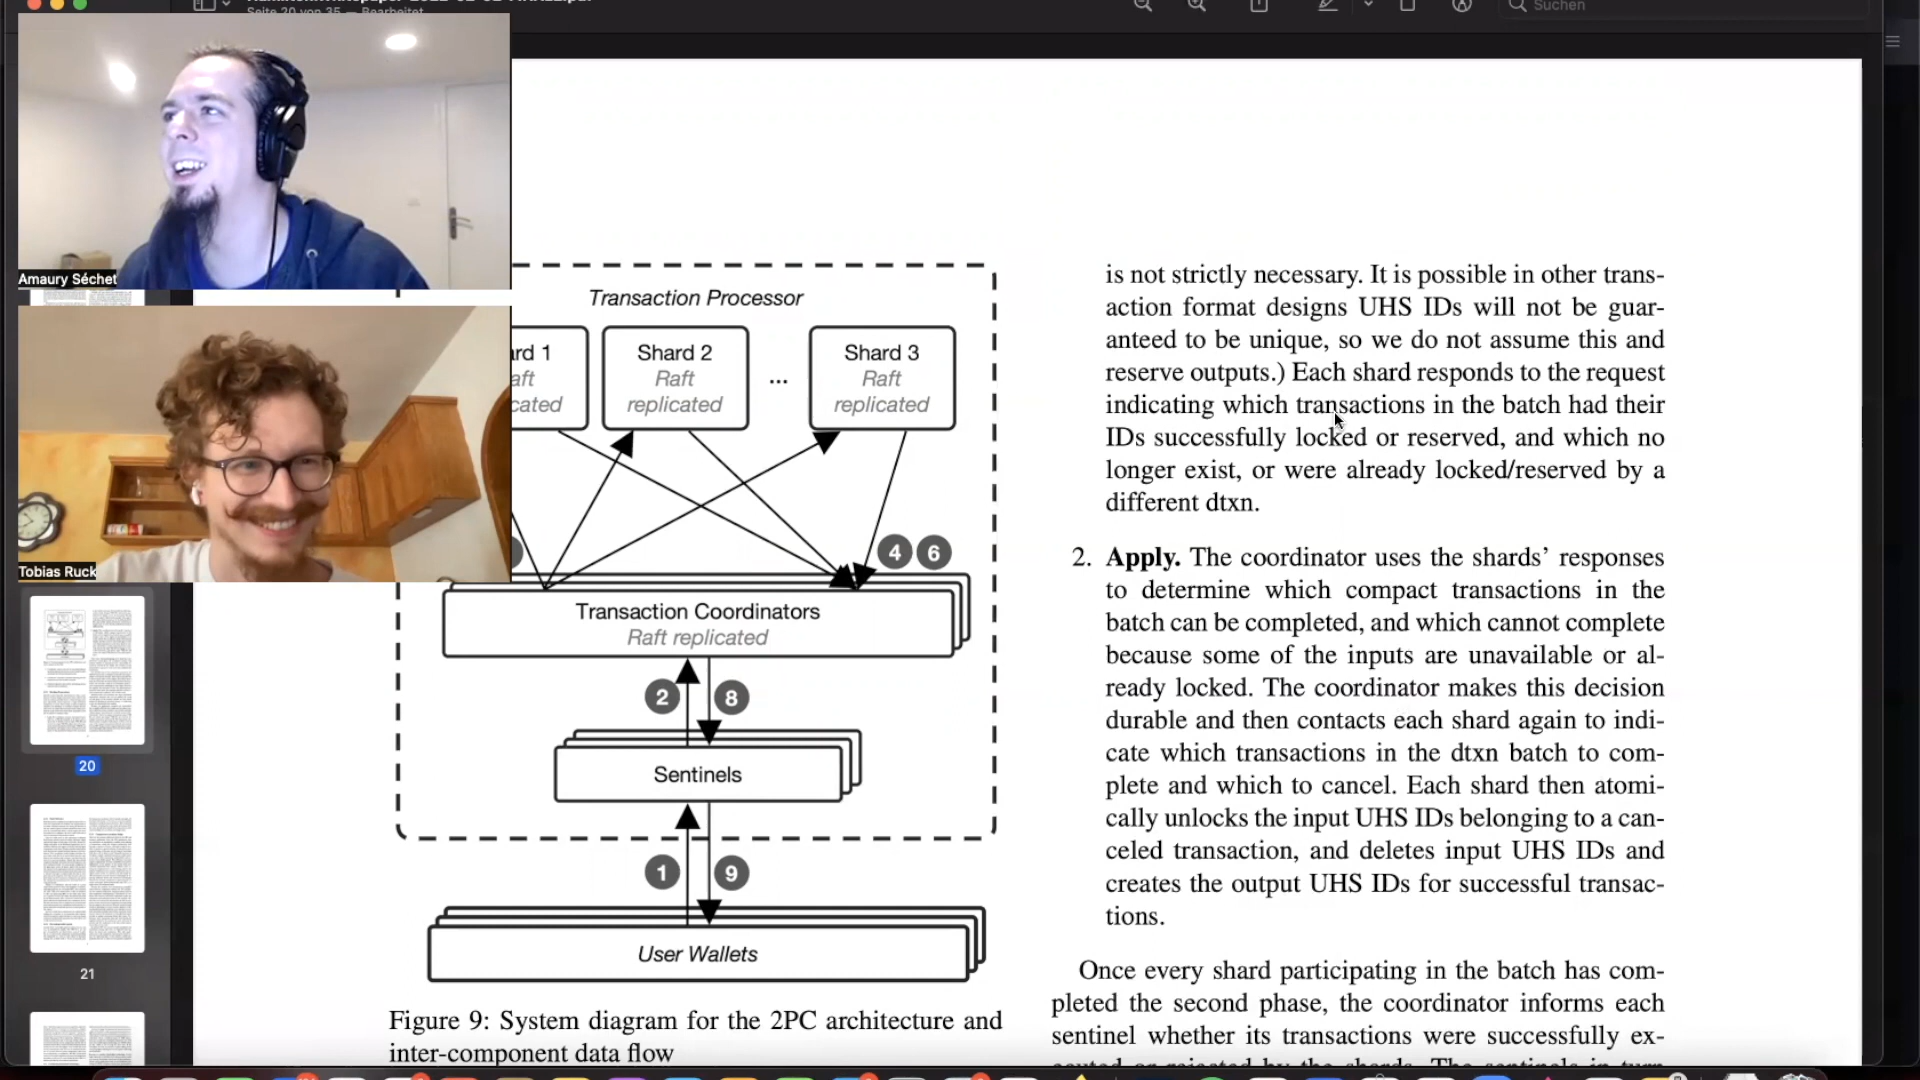 Seite 20 von 35 — Bearbeitet
Suchen
Amaury Séchet
Tobias Ruck
20
21
Transaction Processor
Shard 2
Raft
replicated
...
Shard 3
Raft
replicated
4 6
Transaction Coordinators
Raft replicated
2 8
Sentinels
1 9
User Wallets
Figure 9: System diagram for the 2PC architecture and
inter-component data flow
is not strictly necessary. It is possible in other trans-
action format designs UHS IDs will not be guar-
anteed to be unique, so we do not assume this and
reserve outputs.) Each shard responds to the request
indicating which transactions in the batch had their
IDs successfully locked or reserved, and which no
longer exist, or were already locked/reserved by a
different dtxn.
2. Apply. The coordinator uses the shards’ responses
to determine which compact transactions in the
batch can be completed, and which cannot complete
because some of the inputs are unavailable or al-
ready locked. The coordinator makes this decision
durable and then contacts each shard again to indi-
cate which transactions in the dtxn batch to com-
plete and which to cancel. Each shard then atomi-
cally unlocks the input UHS IDs belonging to a can-
celed transaction, and deletes input UHS IDs and
creates the output UHS IDs for successful transac-
tions.
Once every shard participating in the batch has com-
pleted the second phase, the coordinator informs each
sentinel whether its transactions were successfully ex-